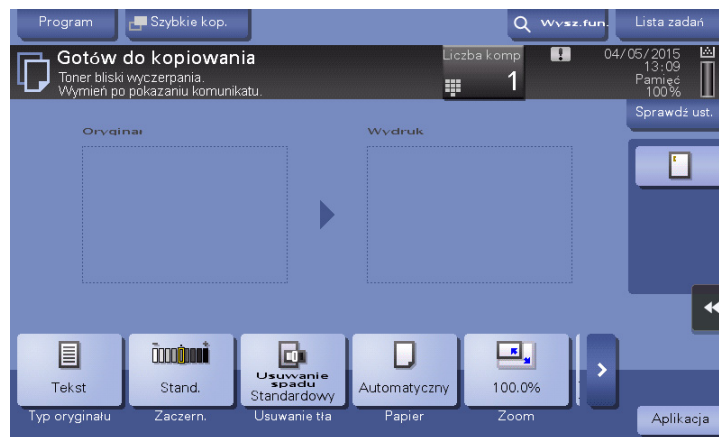 Program
Szybkie kop.
Wysz.fun.
Lista zadań
Gotów do kopiowania
Toner bliski wyczerpania.
Wymień po pokazaniu komunikatu.
Liczba komp
1
04/05/2015
13:09
Pamięć
100%
Sprawdź ust.
Oryginał
Wydruk
Tekst
Stand.
Usuwanie
spadu
Standardowy
Automatyczny
100.0%
Typ oryginału
Zaczern.
Usuwanie tła
Papier
Zoom
Aplikacja